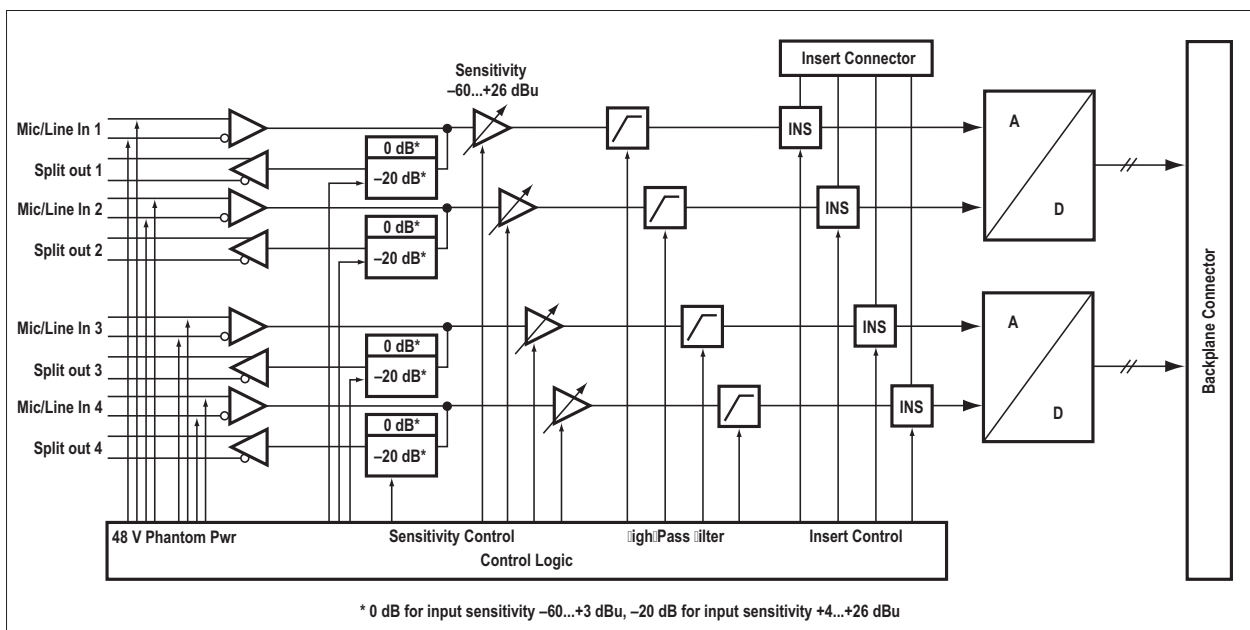 Insert Connector
Sensitivity
–60...+26 dBu
Mic/Line In 1
Split out 1
Mic/Line In 2
Split out 2
Mic/Line In 3
Split out 3
Mic/Line In 4
Split out 4
0 dB*
–20 dB*
0 dB*
–20 dB*
0 dB*
–20 dB*
0 dB*
–20 dB*
INS
INS
INS
INS
A
D
A
D
Backplane Connector
48 V Phantom Pwr
Sensitivity Control
▯igh▯Pass ▯ilter
Insert Control
Control Logic
* 0 dB for input sensitivity –60...+3 dBu, –20 dB for input sensitivity +4...+26 dBu